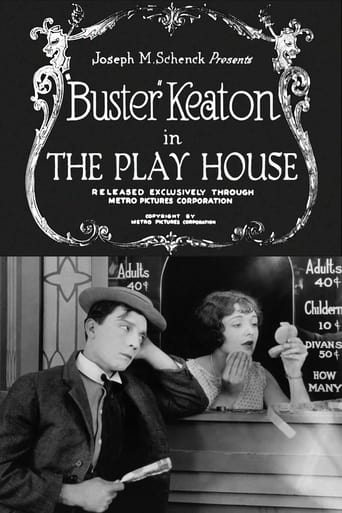 Joseph M. Schenck Presents
"Buster" Keaton
in
THE PLAY HOUSE
RELEASED EXCLUSIVELY THROUGH
METRO PICTURES CORPORATION
COPYRIGHT BY
METRO PICTURES CORPORATION
Adults
40¢
Adults
40¢
Childern
10¢
DIVANS
50¢
HOW
MANY